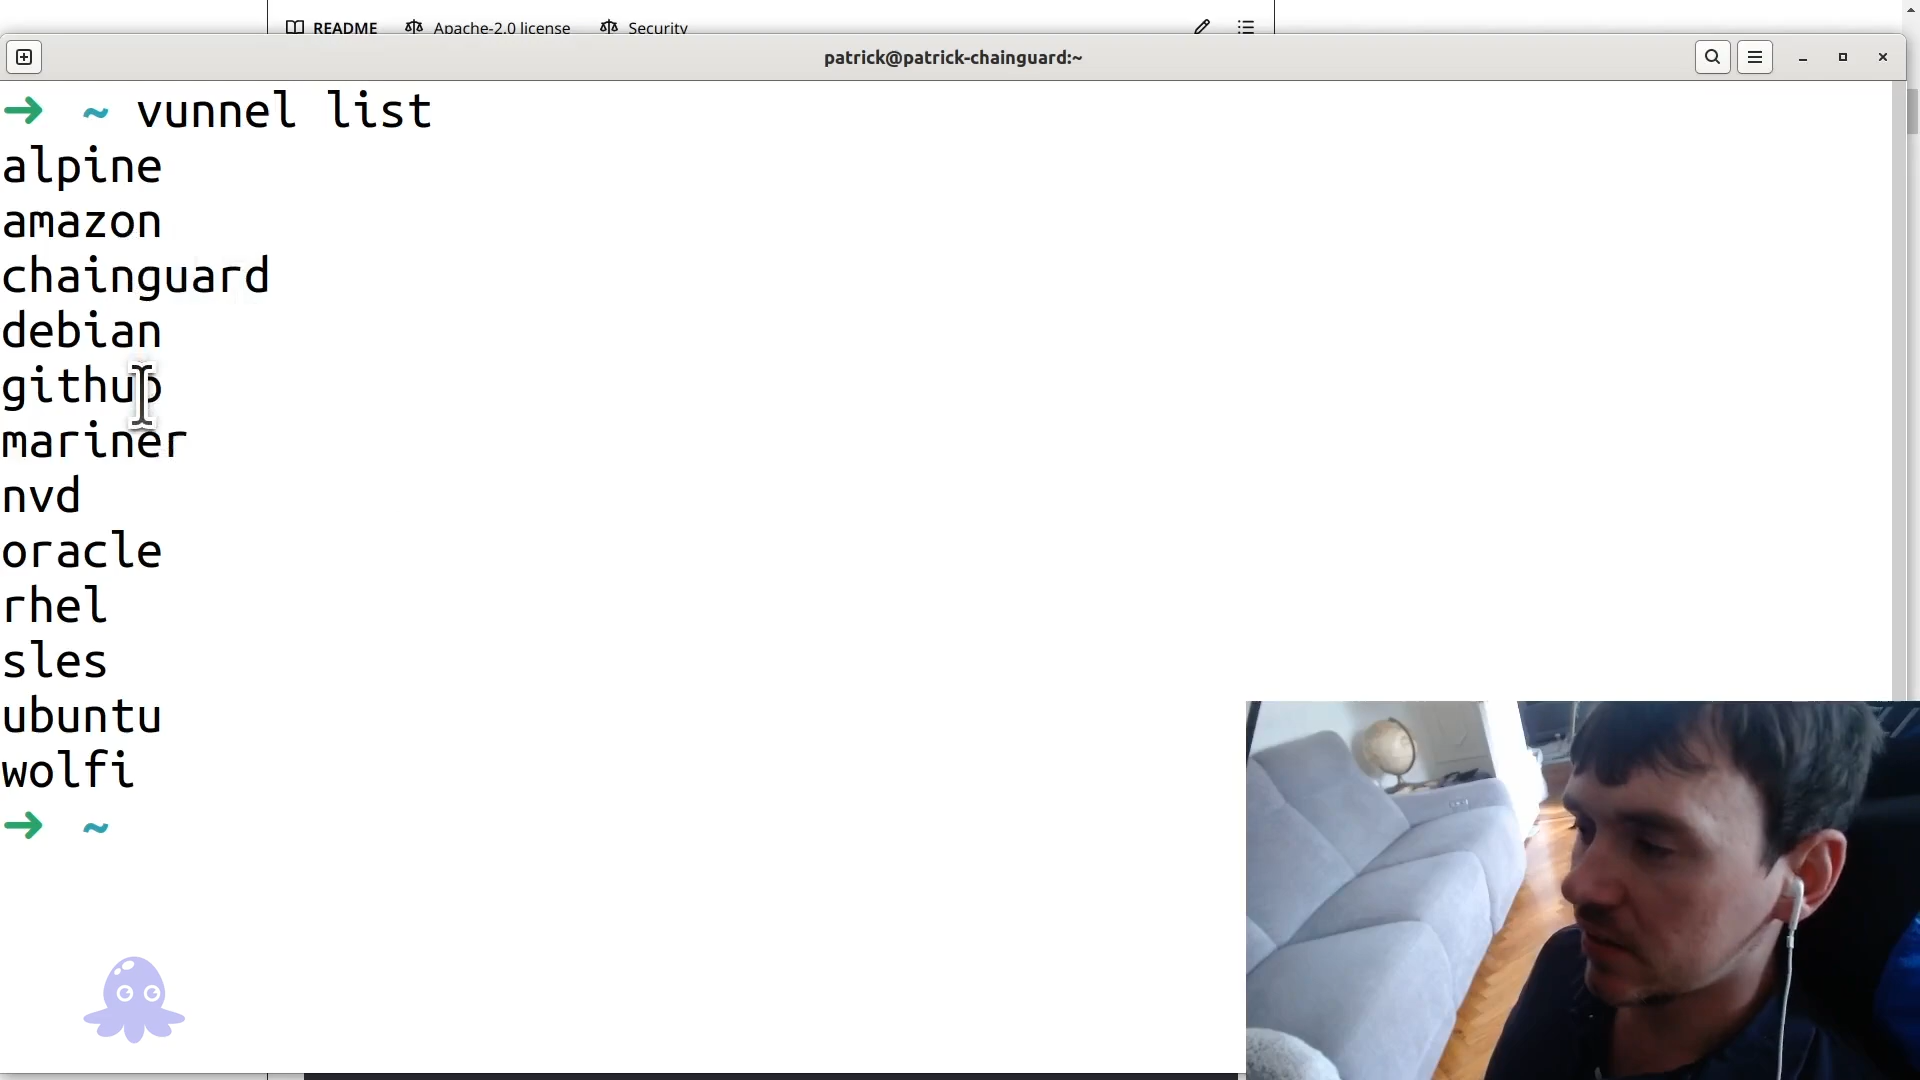 README Apache-2.0 license Security
patrick@patrick-chainguard:~
➜ ~ vunnel list
alpine
amazon
chainguard
debian
github
mariner
nvd
oracle
rhel
sles
ubuntu
wolfi
➜ ~